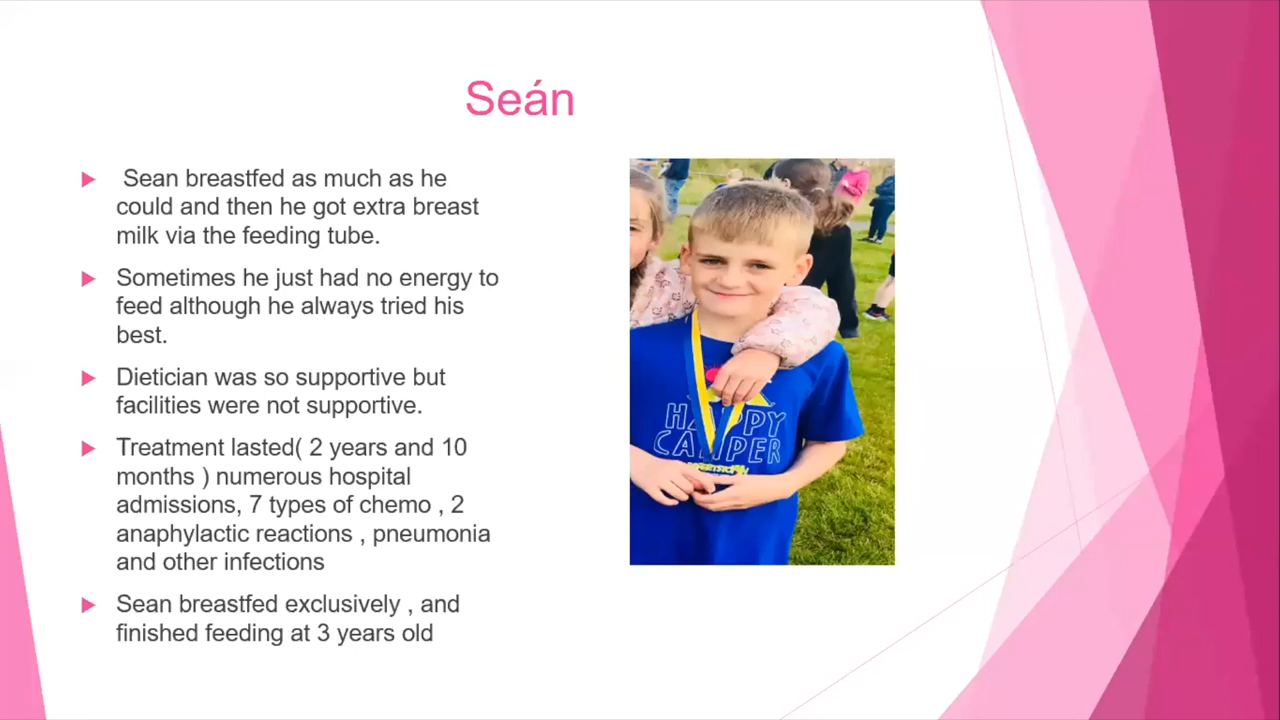 Seán
Sean breastfed as much as he
could and then he got extra breast
milk via the feeding tube.
Sometimes he just had no energy to
feed although he always tried his
best.
Dietician was so supportive but
facilities were not supportive.
Treatment lasted( 2 years and 10
months ) numerous hospital
admissions, 7 types of chemo , 2
anaphylactic reactions , pneumonia
and other infections
Sean breastfed exclusively , and
finished feeding at 3 years old
HAPPY
CAMPER